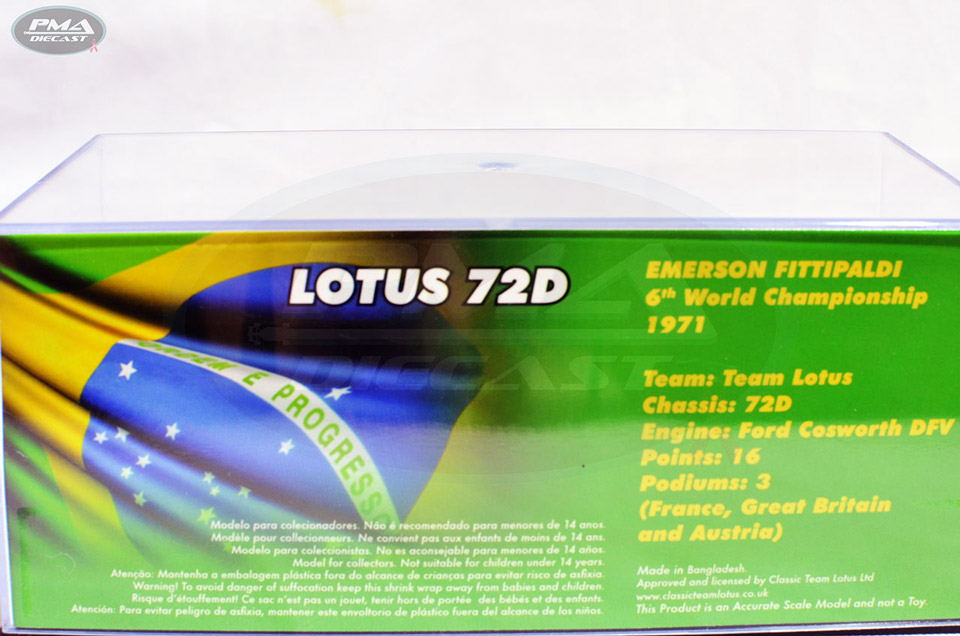 PMA
DIECAST
PMA
DIECAST
LOTUS 72D
EMERSON FITTIPALDI
6th World Championship
1971
Team: Team Lotus
Chassis: 72D
Engine: Ford Cosworth DFV
Points: 16
Podiums: 3
(France, Great Britain
and Austria)
ORDEM E PROGRESSO
Modelo para colecionadores. Não é recomendado para menores de 14 anos.
Modèle pour collectionneurs. Ne convient pas aux enfants de moins de 14 ans.
Modelo para coleccionistas. No es aconsejable para menores de 14 años.
Model for collectors. Not suitable for children under 14 years.
Atenção: Mantenha a embalagem plástica fora do alcance de crianças para evitar risco de asfixia.
Warning! To avoid danger of suffocation keep this shrink wrap away from babies and children.
Risque d'étouffement! Ce sac n'est pas un jouet, tenir hors de portée des bébés et des enfants.
Atención: Para evitar peligro de asfixia, mantener este envoltorio de plástico fuera del alcance de los niños.
Made in Bangladesh.
Approved and licensed by Classic Team Lotus Ltd
www.classicteamlotus.co.uk
This Product is an Accurate Scale Model and not a Toy.